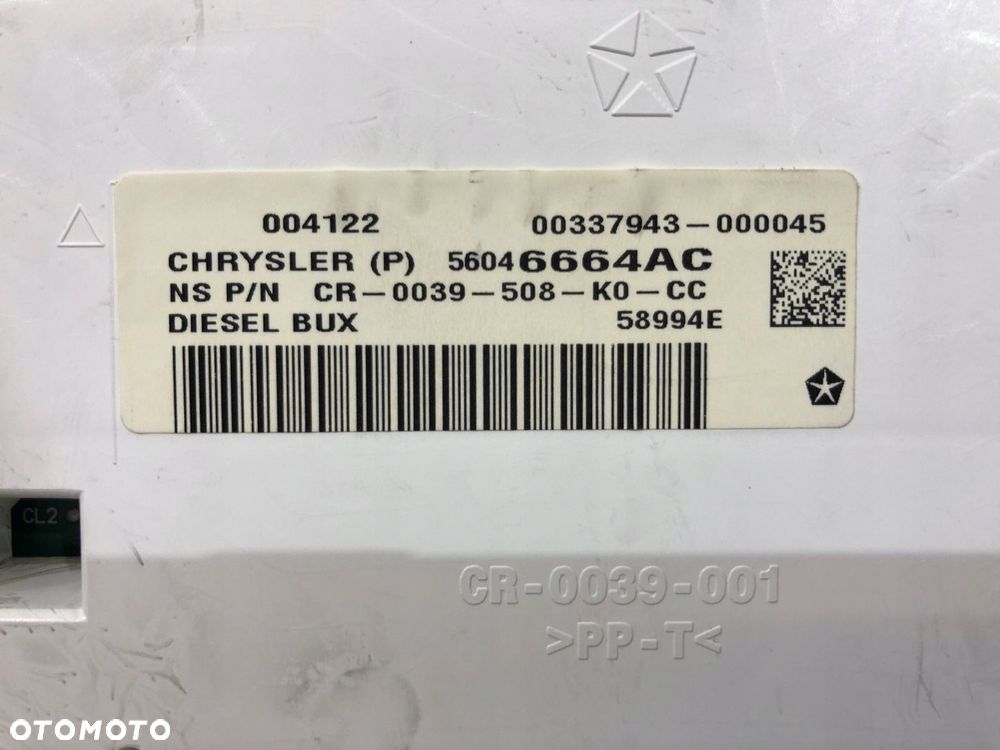 004122 00337943-000045
CHRYSLER (P) 56046664AC
NS P/N CR-0039-508-K0-CC
DIESEL BUX 58994E
CL2
CR-0039-001
>PP-T<
OTOMOTO